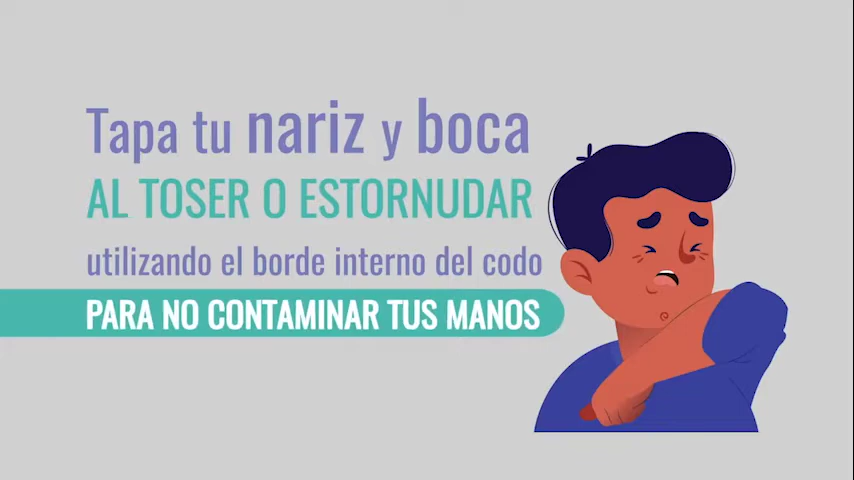 Tapa tu nariz y boca
AL TOSER O ESTORNUDAR
utilizando el borde interno del codo
PARA NO CONTAMINAR TUS MANOS